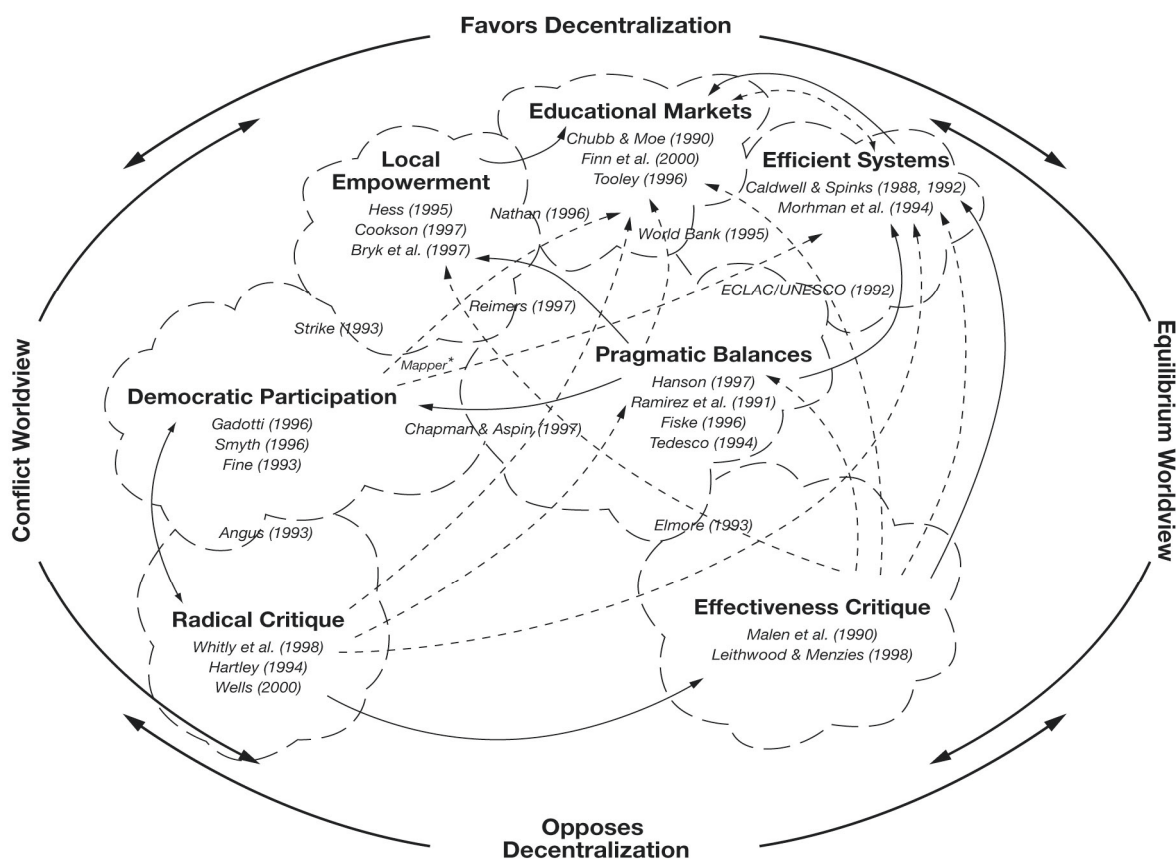 Favors Decentralization
Educational Markets
Chubb & Moe (1990)
Finn et al. (2000)
Tooley (1996)
Efficient Systems
Caldwell & Spinks (1988, 1992)
Morhman et al. (1994)
Local
Empowerment
Hess (1995)
Cookson (1997)
Bryk et al. (1997)
Nathan (1996)
World Bank (1995)
ECLAC/UNESCO (1992)
Reimers (1997)
Strike (1993)
Mapper*
Pragmatic Balances
Hanson (1997)
Ramirez et al. (1991)
Fiske (1996)
Tedesco (1994)
Democratic Participation
Gadotti (1996)
Smyth (1996)
Fine (1993)
Chapman & Aspin (1997)
Conflict Worldview
Equilibrium Worldview
Angus (1993)
Elmore (1993)
Radical Critique
Whitly et al. (1998)
Hartley (1994)
Wells (2000)
Effectiveness Critique
Malen et al. (1990)
Leithwood & Menzies (1998)
Opposes
Decentralization